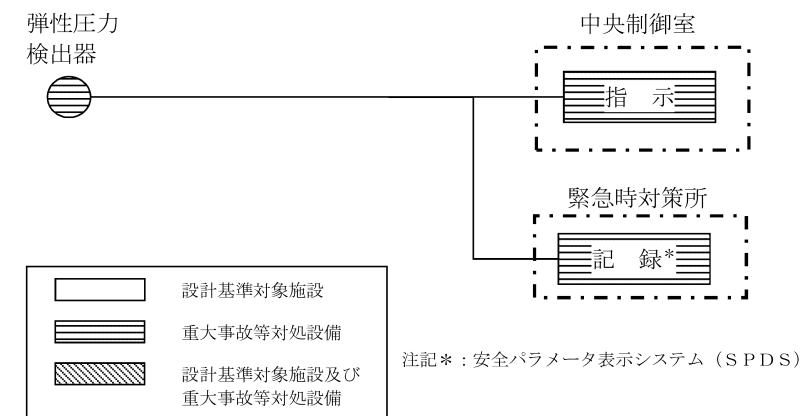 弾性圧力
検出器
中央制御室
指　示
緊急時対策所
記　録*
設計基準対象施設
重大事故等対処設備
設計基準対象施設及び
重大事故等対処設備
注記＊：安全パラメータ表示システム（ＳＰＤＳ）